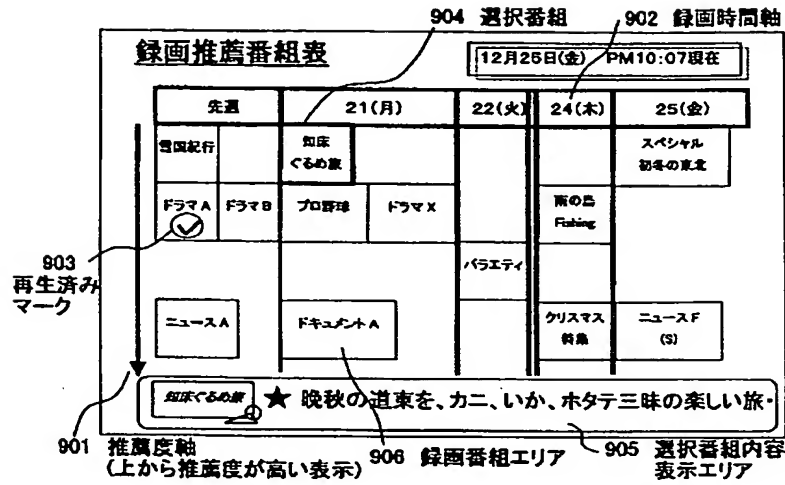 904 選択番組
902 録画時間軸
録画推薦番組表
12月25日(金) PM10:07現在
先週 21(月) 22(火) 24(木) 25(金)
雪国紀行
知床
ぐるめ旅
スペシャル
初冬の東北
ドラマA ドラマB プロ野球 ドラマX
南の島
Fishing
903
再生済み
マーク
バラエティ
ニュースA ドキュメントA
クリスマス
特集
ニュースF
(S)
知床ぐるめ旅 ★ 晩秋の道東を、カニ、いか、ホタテ三昧の楽しい旅・
901 推薦度軸
(上から推薦度が高い表示)
906 録画番組エリア
905 選択番組内容
表示エリア